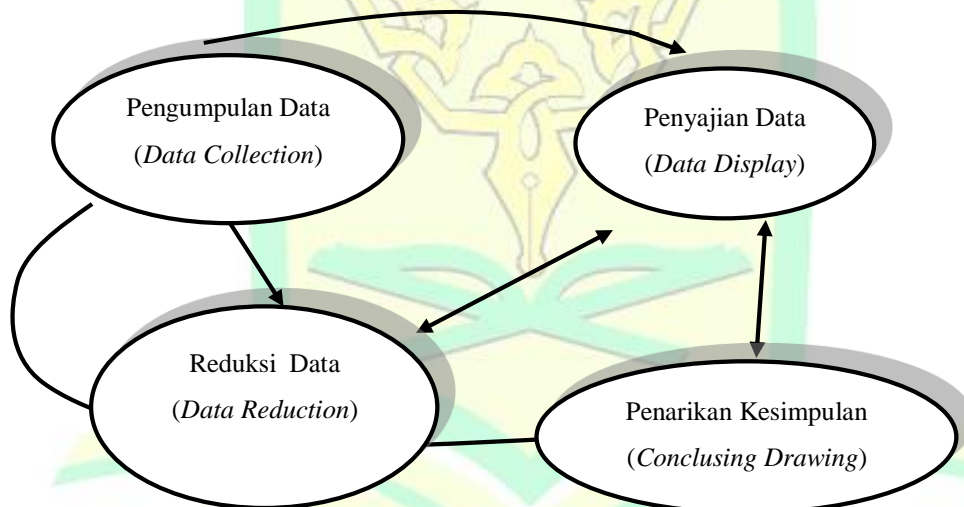 Pengumpulan Data
(Data Collection)
Penyajian Data
(Data Display)
Reduksi Data
(Data Reduction)
Penarikan Kesimpulan
(Conclusing Drawing)